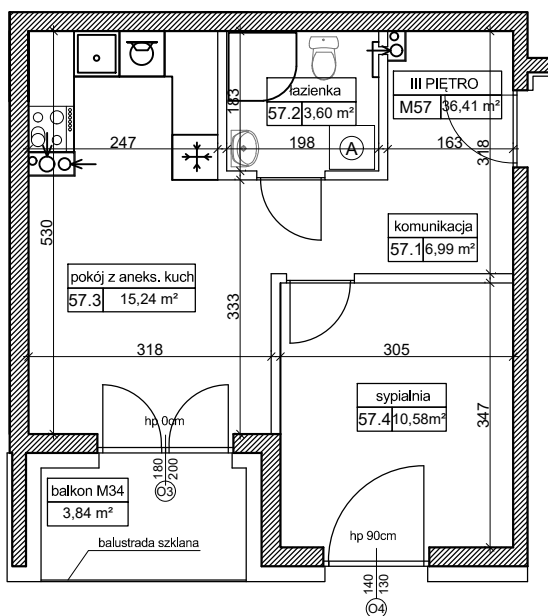 łazienka
57.2 3,60 m²
III PIĘTRO
M57 36,41 m²
183
247
198
163
318
A
530
komunikacja
57.1 6,99 m²
pokój z aneks. kuch
57.3 15,24 m²
333
318
305
sypialnia
57.4 10,58m²
347
hp 0cm
180
200
O3
balkon M34
3,84 m²
balustrada szklana
hp 90cm
140
130
O4